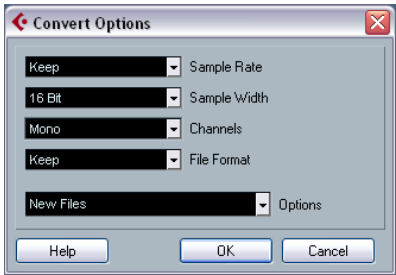 Convert Options
Keep Sample Rate
16 Bit Sample Width
Mono Channels
Keep File Format
New Files Options
Help OK Cancel